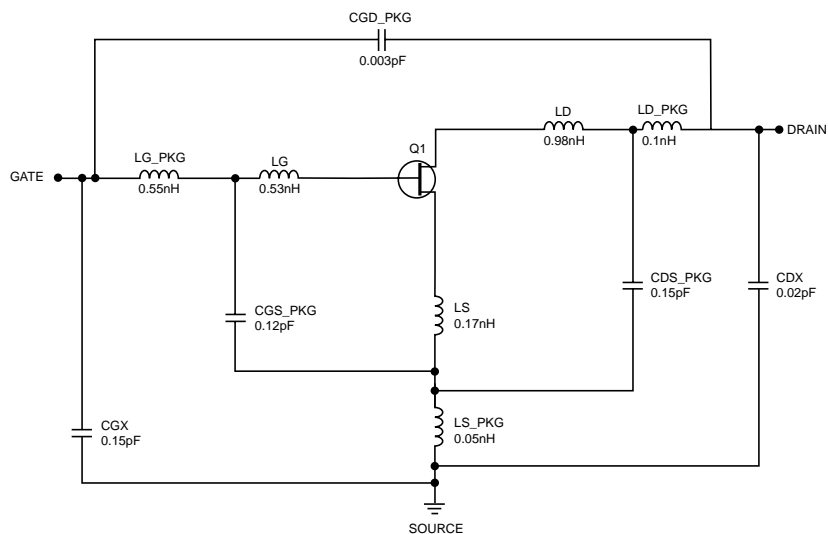 CGD_PKG
0.003pF
LD
0.98nH
LD_PKG
0.1nH
DRAIN
Q1
LG_PKG
0.55nH
LG
0.53nH
GATE
CDS_PKG
0.15pF
CDX
0.02pF
LS
0.17nH
CGS_PKG
0.12pF
CGX
0.15pF
LS_PKG
0.05nH
SOURCE